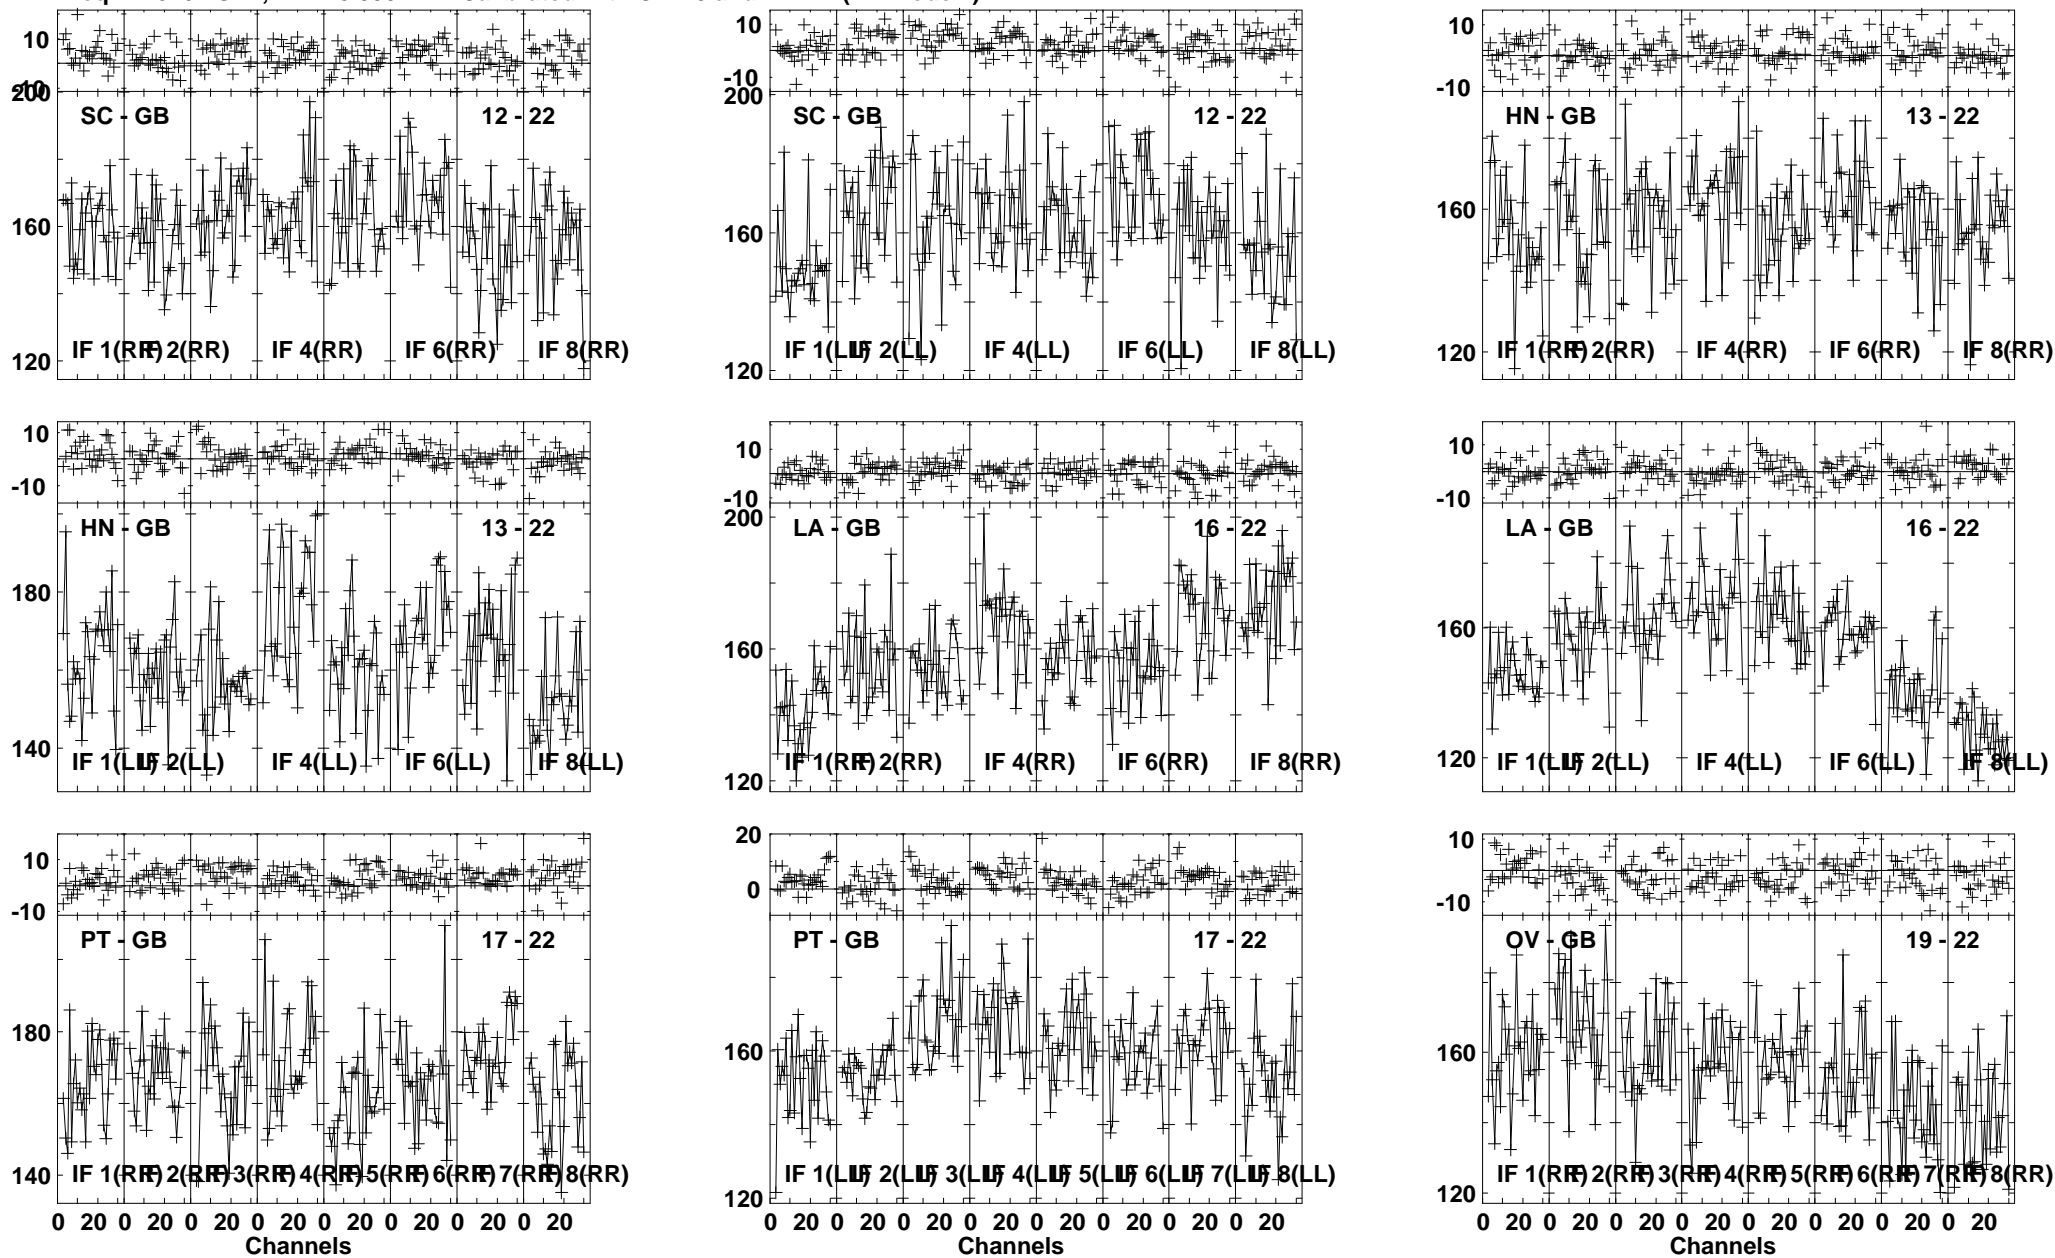 10
-10
200
SC - GB 12 - 22
160
IF 1(RR) IF 2(RR) IF 4(RR) IF 6(RR) IF 8(RR)
120
10
-10
200
SC - GB 12 - 22
160
IF 1(LL) IF 2(LL) IF 4(LL) IF 6(LL) IF 8(LL)
120
10
-10
HN - GB 13 - 22
160
IF 1(RR) IF 2(RR) IF 4(RR) IF 6(RR) IF 8(RR)
120
10
-10
HN - GB 13 - 22
180
140
IF 1(LL) IF 2(LL) IF 4(LL) IF 6(LL) IF 8(LL)
10
-10
200
LA - GB 16 - 22
160
IF 1(RR) IF 2(RR) IF 4(RR) IF 6(RR) IF 8(RR)
120
10
-10
LA - GB 16 - 22
160
120
IF 1(LL) IF 2(LL) IF 4(LL) IF 6(LL) IF 8(LL)
10
-10
PT - GB 17 - 22
180
140
IF 1(RR) IF 2(RR) IF 3(RR) IF 4(RR) IF 5(RR) IF 6(RR) IF 7(RR) IF 8(RR)
0 20 0 20 0 20 0 20 0 20 0 20 0 20 0 20
Channels
20
0
PT - GB 17 - 22
160
IF 1(LL) IF 2(LL) IF 3(LL) IF 4(LL) IF 5(LL) IF 6(LL) IF 7(LL) IF 8(LL)
120
0 20 0 20 0 20 0 20 0 20 0 20 0 20 0 20
Channels
10
-10
OV - GB 19 - 22
160
IF 1(RR) IF 2(RR) IF 3(RR) IF 4(RR) IF 5(RR) IF 6(RR) IF 7(RR) IF 8(RR)
120
0 20 0 20 0 20 0 20 0 20 0 20 0 20 0 20
Channels